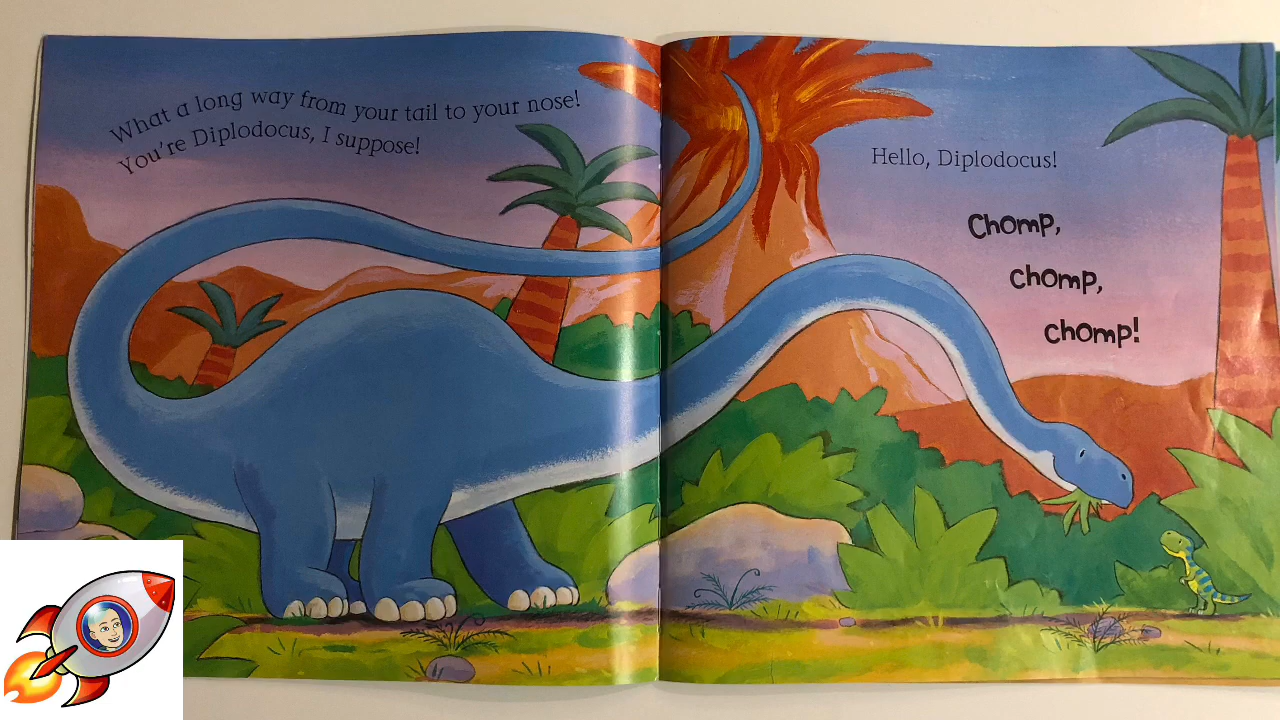 What a long way from your tail to your nose!
You're Diplodocus, I suppose!
Hello, Diplodocus!
Chomp,
chomp,
chomp!